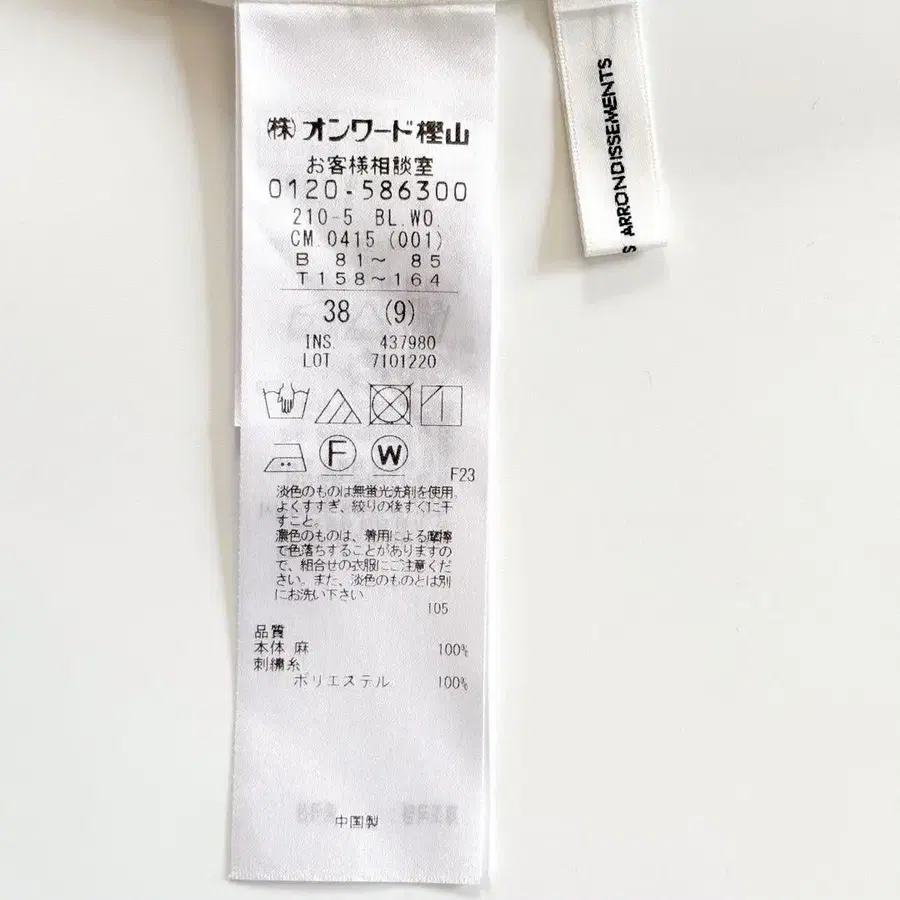 (株)オンワード樫山
お客様相談室
0120-586300
210-5 BL.WO.
CM.0415 (001)
B 81～ 85
T158～164
38 (9)
INS. 437980
LOT 7101220
F
W
F23
淡色のものは無蛍光洗剤を使用。
よくすすぎ、絞りの後すぐに干
すこと。
濃色のものは、着用による摩擦
で色落ちすることがありますの
で、組合せの衣服にご注意くだ
さい。また、淡色のものとは別
にお洗い下さい
105
品質
本体 麻 100%
刺繍糸
ポリエステル 100%
中国製
S ARRONDISSEMENTS